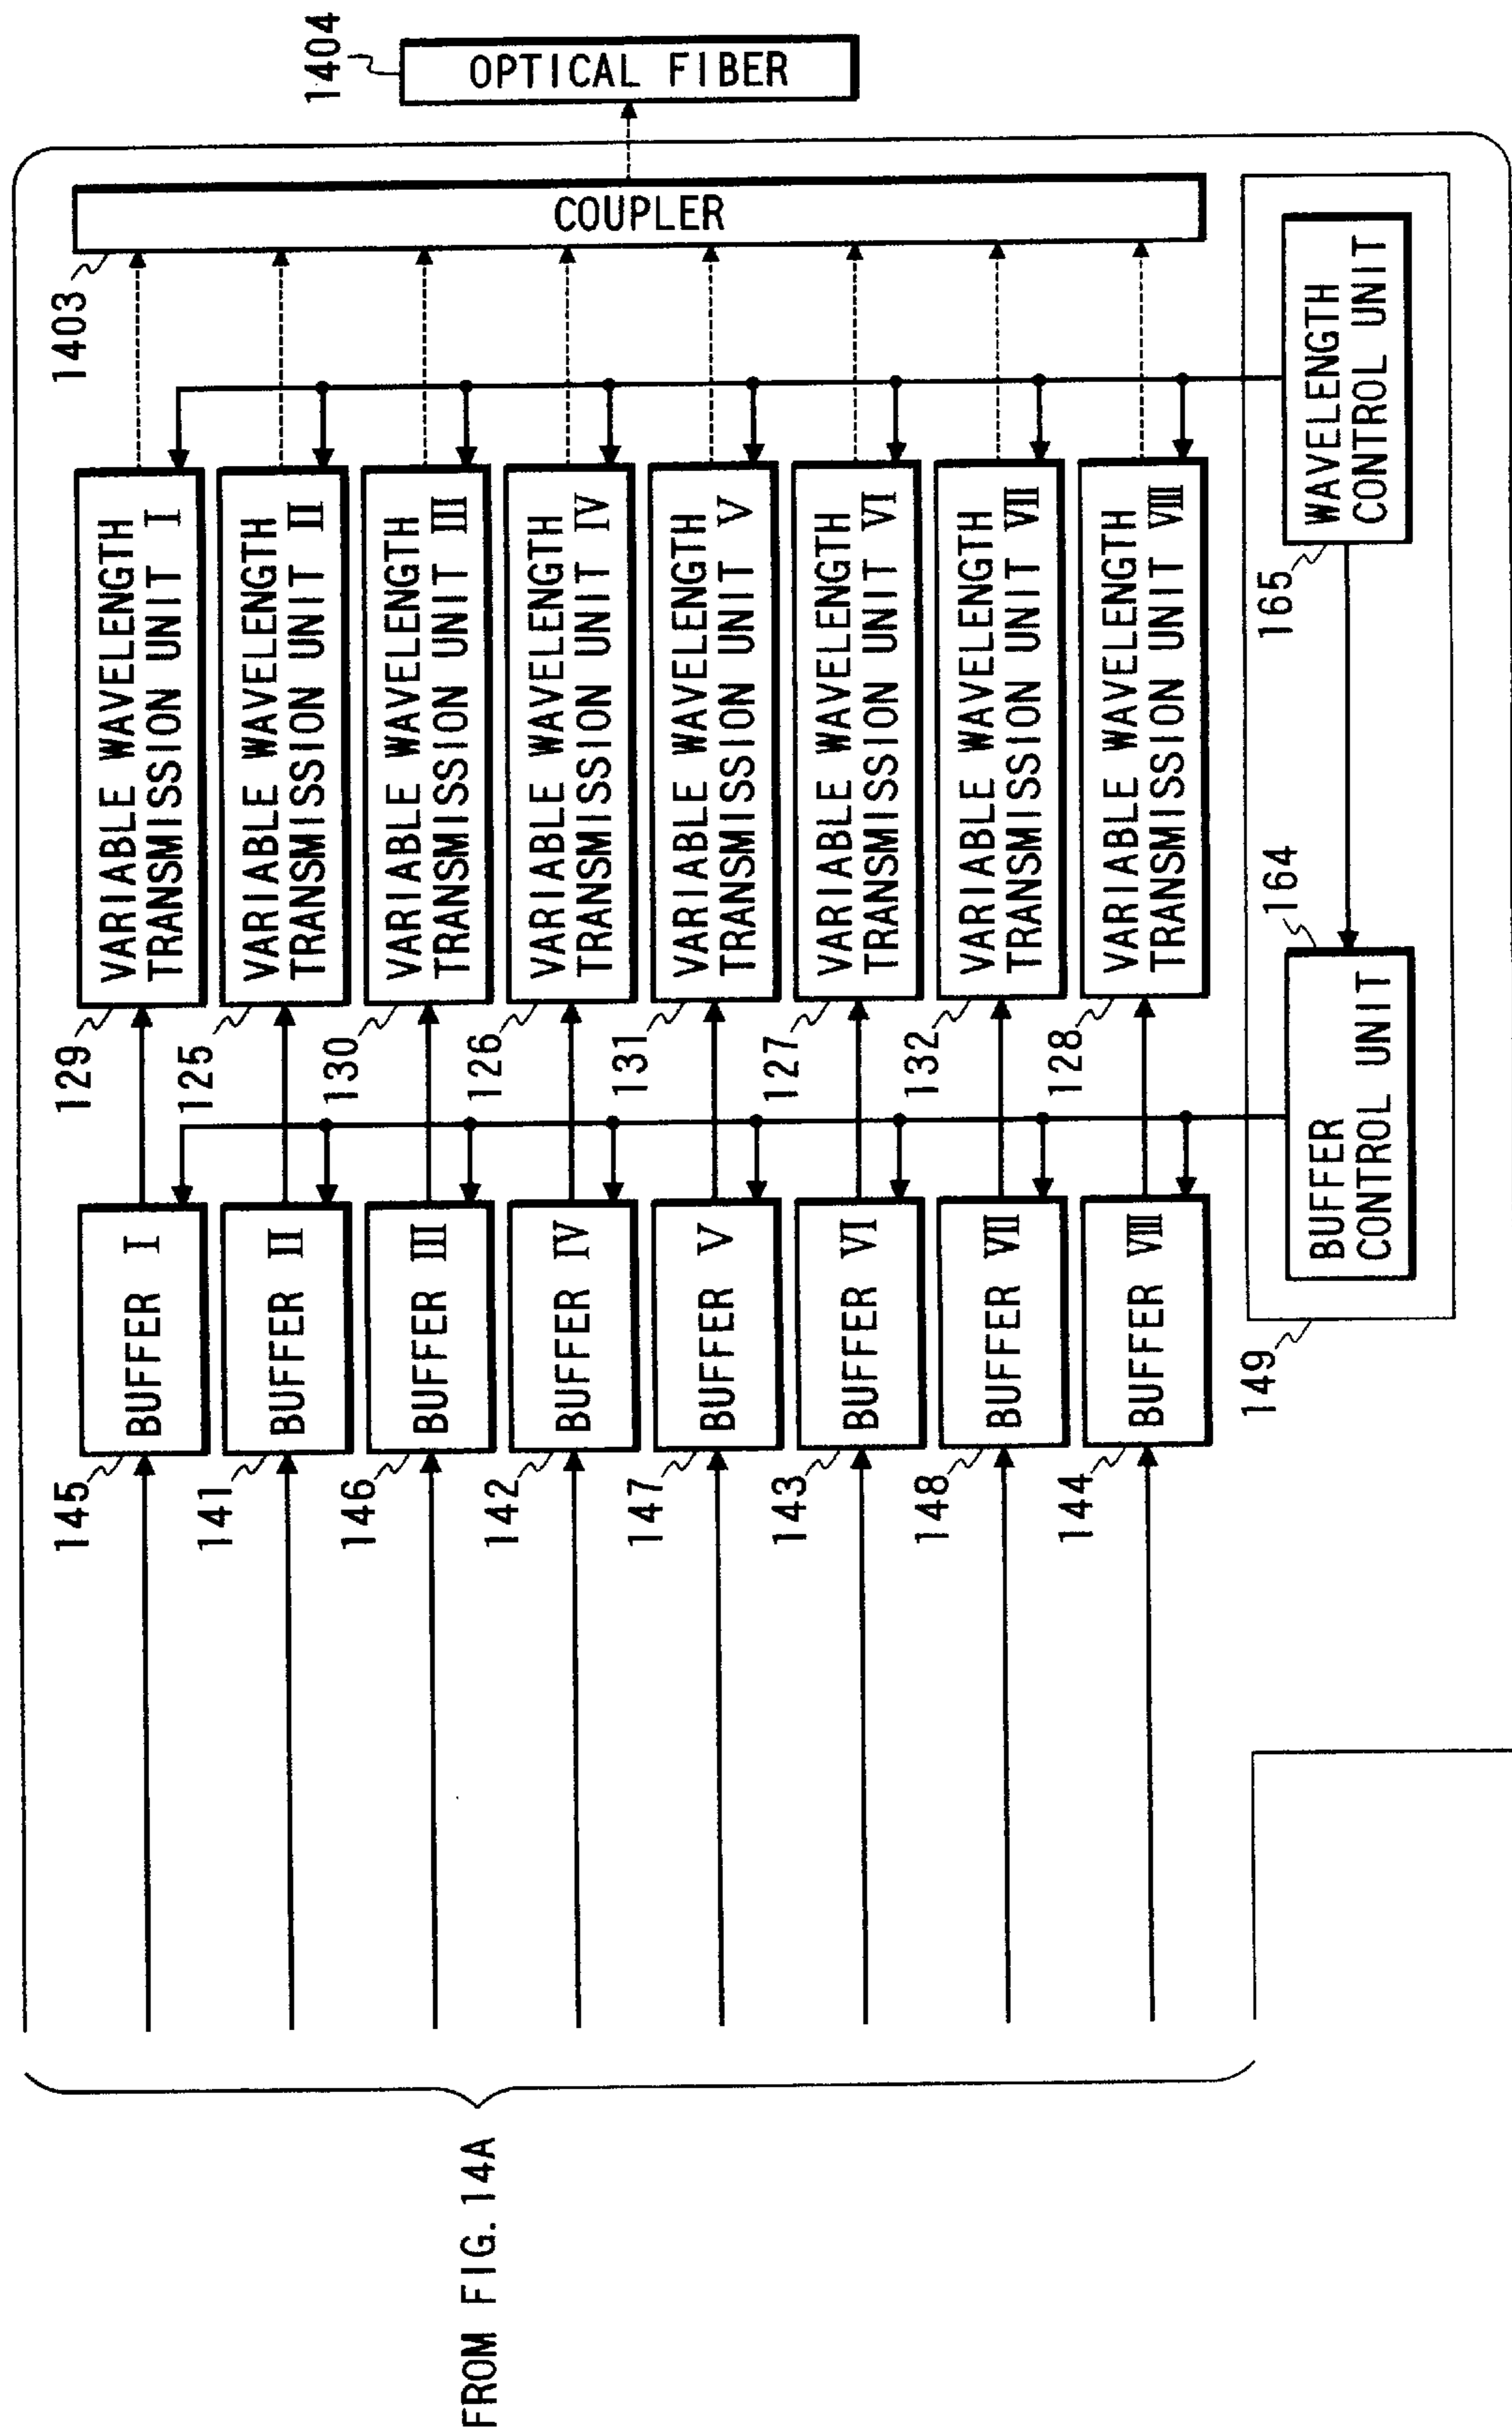 FROM FIG. 14A
145
BUFFER I
129
VARIABLE WAVELENGTH
TRANSMISSION UNIT I
141
BUFFER II
125
VARIABLE WAVELENGTH
TRANSMISSION UNIT II
146
BUFFER III
130
VARIABLE WAVELENGTH
TRANSMISSION UNIT III
142
BUFFER IV
126
VARIABLE WAVELENGTH
TRANSMISSION UNIT IV
147
BUFFER V
131
VARIABLE WAVELENGTH
TRANSMISSION UNIT V
143
BUFFER VI
127
VARIABLE WAVELENGTH
TRANSMISSION UNIT VI
148
BUFFER VII
132
VARIABLE WAVELENGTH
TRANSMISSION UNIT VII
144
BUFFER VIII
128
VARIABLE WAVELENGTH
TRANSMISSION UNIT VIII
1403
COUPLER
1404
OPTICAL FIBER
149
164
BUFFER
CONTROL UNIT
165
WAVELENGTH
CONTROL UNIT